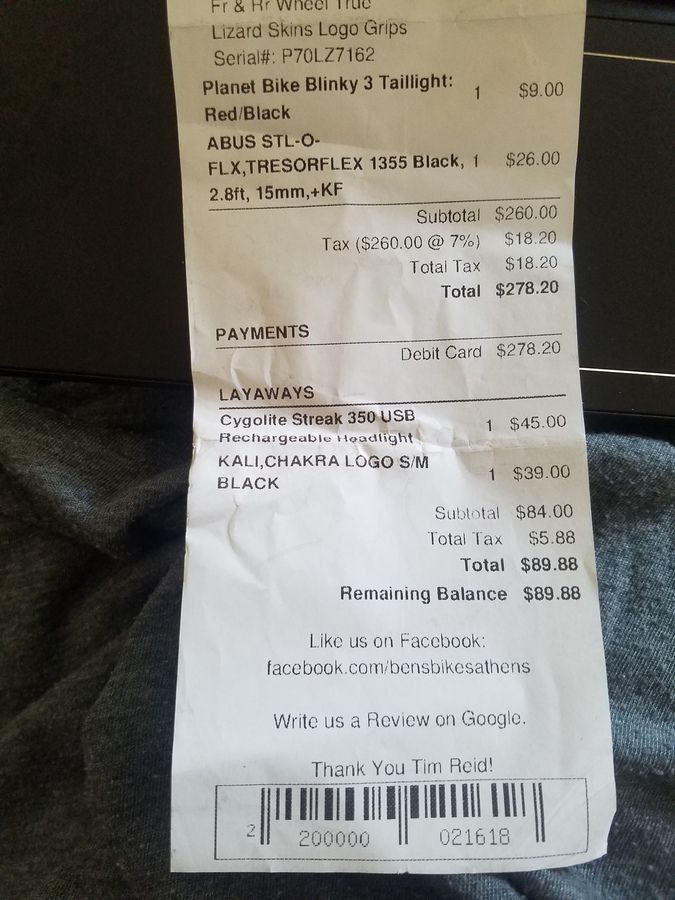 Fr & Rr Wheel True
Lizard Skins Logo Grips
Serial#: P70LZ7162
Planet Bike Blinky 3 Taillight: 1 $9.00
Red/Black
ABUS STL-O-
FLX,TRESORFLEX 1355 Black, 1 $26.00
2.8ft, 15mm,+KF
Subtotal $260.00
Tax ($260.00 @ 7%) $18.20
Total Tax $18.20
Total $278.20
PAYMENTS
Debit Card $278.20
LAYAWAYS
Cygolite Streak 350 USB 1 $45.00
Rechargeable Headlight
KALI,CHAKRA LOGO S/M 1 $39.00
BLACK
Subtotal $84.00
Total Tax $5.88
Total $89.88
Remaining Balance $89.88
Like us on Facebook:
facebook.com/bensbikesathens
Write us a Review on Google.
Thank You Tim Reid!
2 200000 021618